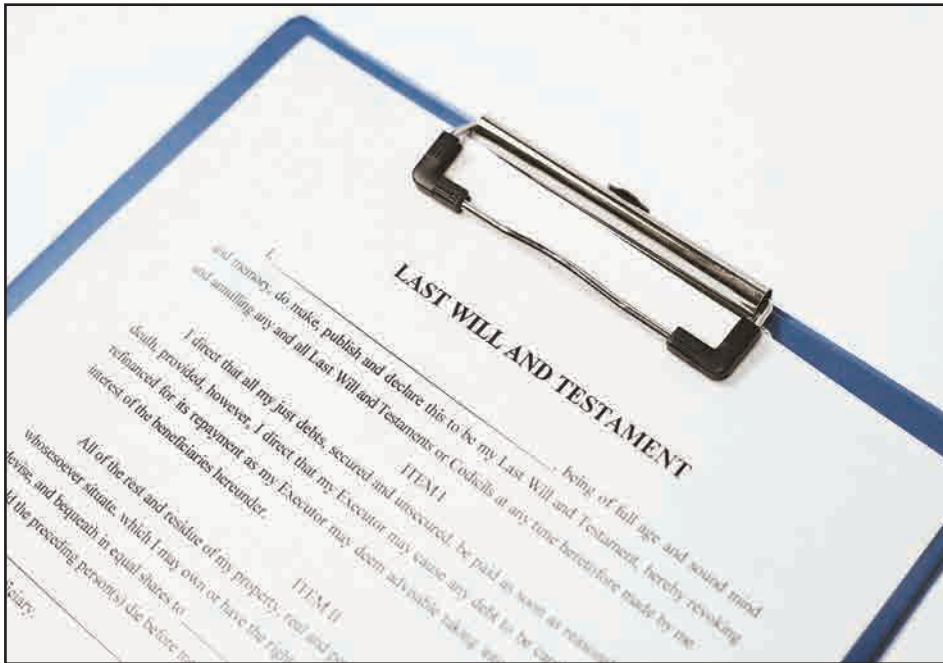 LAST WILL AND TESTAMENT
I, ____________________, being of full age and sound mind
and memory, do make, publish and declare this to be my Last Will and Testament, hereby revoking
and annulling any and all Last Will and Testaments or Codicils at any time heretofore made by me.
ITEM I
I direct that all my just debts, secured and unsecured, be paid as soon as
death, provided, however, I direct that my Executor may cause any debt to be
refinanced for its repayment as my Executor may deem advisable taking
interest of the beneficiaries hereunder.
ITEM II
All of the rest and residue of my property, real and
whosesoever situate, which I may own or have the right
devise, and bequeath in equal shares to
the preceding person(s) die before